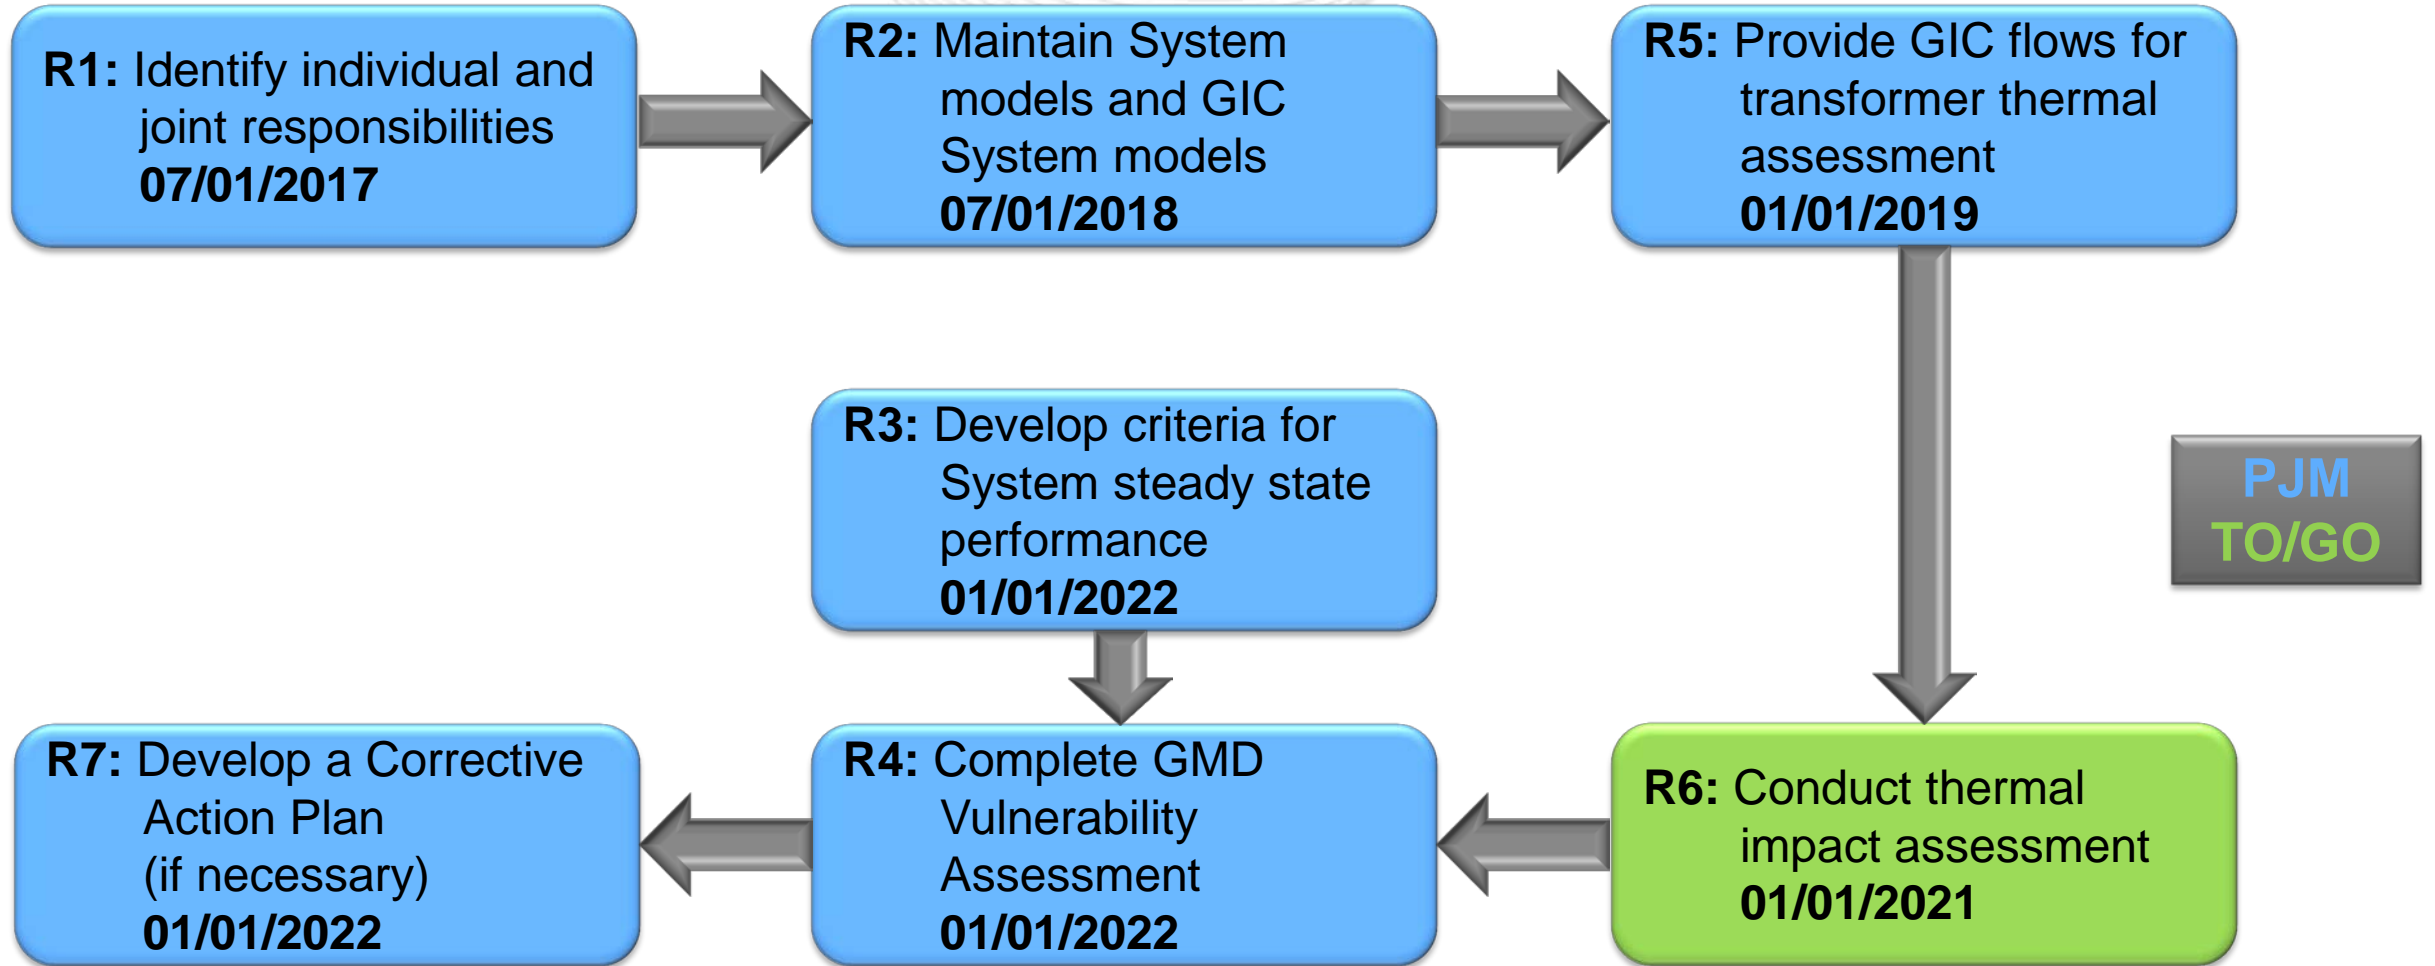 R1: Identify individual and
joint responsibilities
07/01/2017
R2: Maintain System
models and GIC
System models
07/01/2018
R5: Provide GIC flows for
transformer thermal
assessment
01/01/2019
R3: Develop criteria for
System steady state
performance
01/01/2022
PJM
TO/GO
R7: Develop a Corrective
Action Plan
(if necessary)
01/01/2022
R4: Complete GMD
Vulnerability
Assessment
01/01/2022
R6: Conduct thermal
impact assessment
01/01/2021